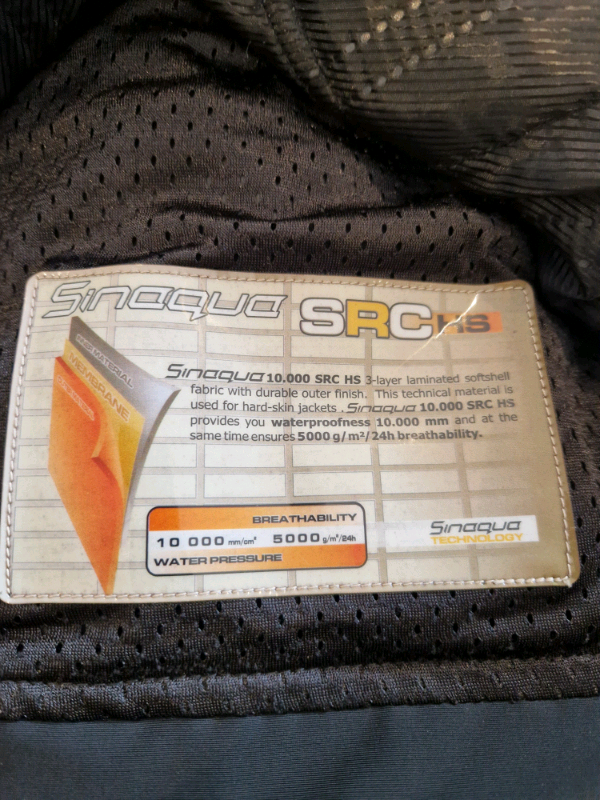 Sinaqua SRC HS
BASE MATERIAL
MEMBRANE
Sinaqua 10.000 SRC HS 3-layer laminated softshell
fabric with durable outer finish. This technical material is
used for hard-skin jackets . Sinaqua 10.000 SRC HS
provides you waterproofness 10.000 mm and at the
same time ensures 5000 g/m²/24h breathability.
BREATHABILITY
10 000 mm/cm² 5000 g/m²/24h
WATER PRESSURE
Sinaqua
TECHNOLOGY